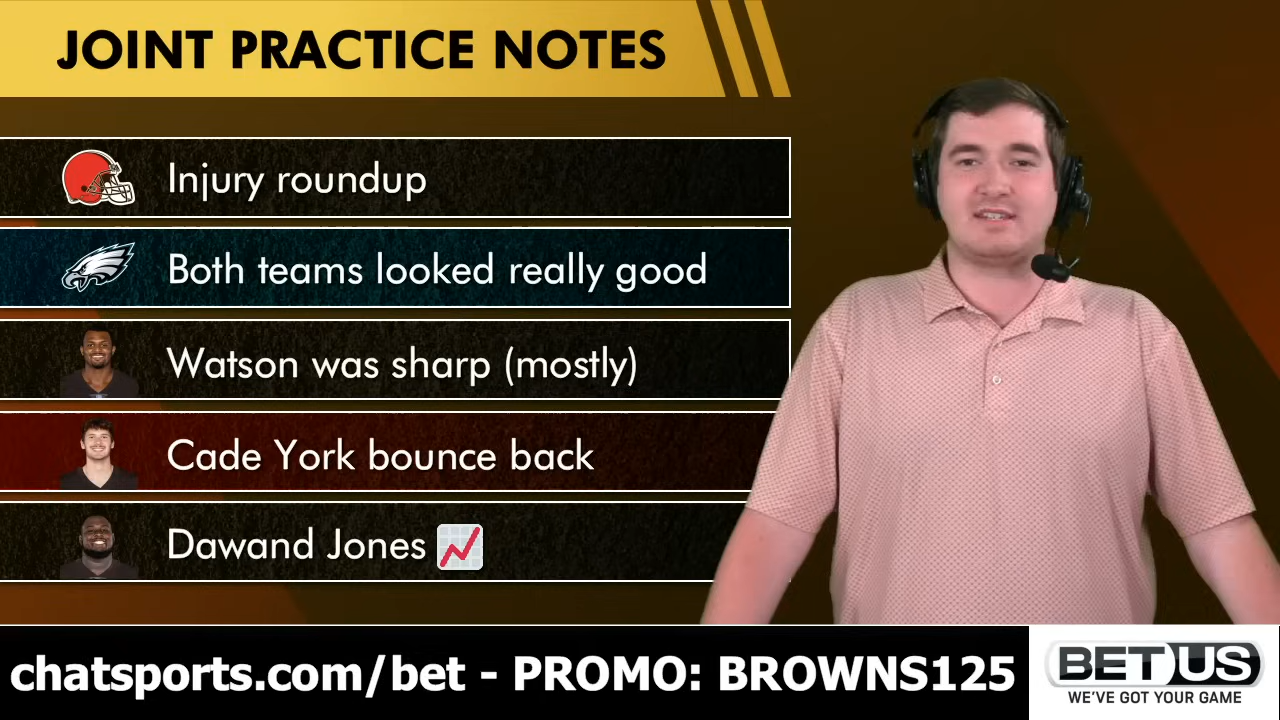 JOINT PRACTICE NOTES
Injury roundup
Both teams looked really good
Watson was sharp (mostly)
Cade York bounce back
Dawand Jones
chatsports.com/bet - PROMO: BROWNS125
BETUS
WE'VE GOT YOUR GAME